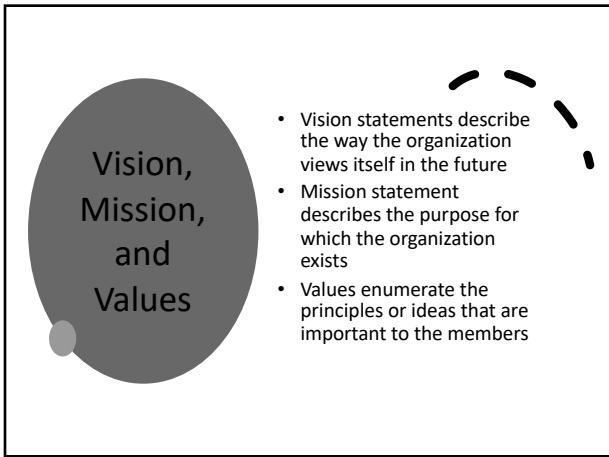 Vision,
Mission,
and
Values
• Vision statements describe
the way the organization
views itself in the future
• Mission statement
describes the purpose for
which the organization
exists
• Values enumerate the
principles or ideas that are
important to the members